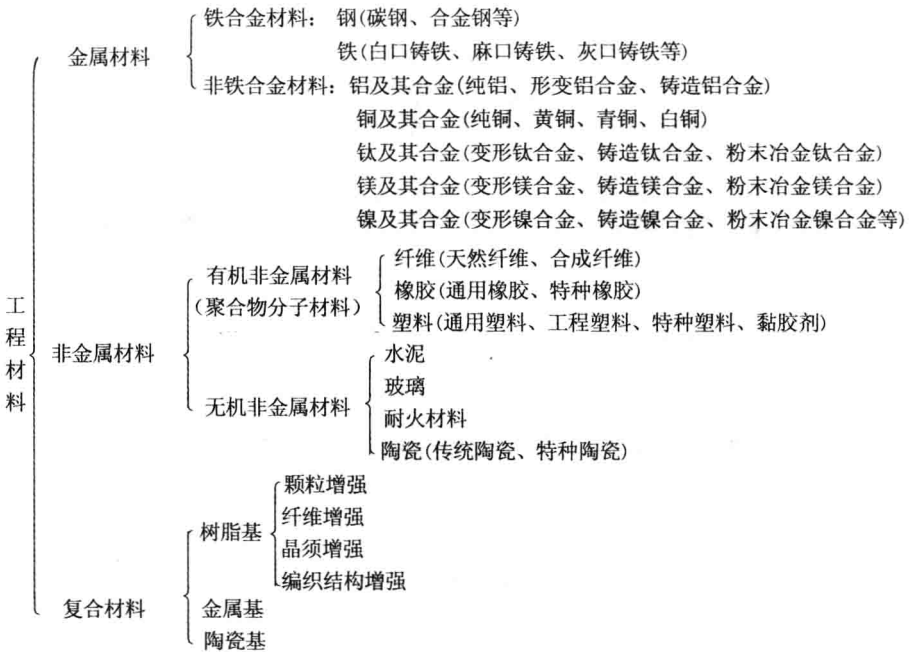 铁合金材料： 钢(碳钢、合金钢等)
金属材料
铁(白口铸铁、麻口铸铁、灰口铸铁等)
非铁合金材料：铝及其合金(纯铝、形变铝合金、铸造铝合金)
铜及其合金(纯铜、黄铜、青铜、白铜)
钛及其合金(变形钛合金、铸造钛合金、粉末冶金钛合金)
镁及其合金(变形镁合金、铸造镁合金、粉末冶金镁合金)
镍及其合金(变形镍合金、铸造镍合金、粉末冶金镍合金等)
工程材料
非金属材料
有机非金属材料
(聚合物分子材料)
纤维(天然纤维、合成纤维)
橡胶(通用橡胶、特种橡胶)
塑料(通用塑料、工程塑料、特种塑料、黏胶剂)
无机非金属材料
水泥
玻璃
耐火材料
陶瓷(传统陶瓷、特种陶瓷)
复合材料
树脂基
颗粒增强
纤维增强
晶须增强
编织结构增强
金属基
陶瓷基